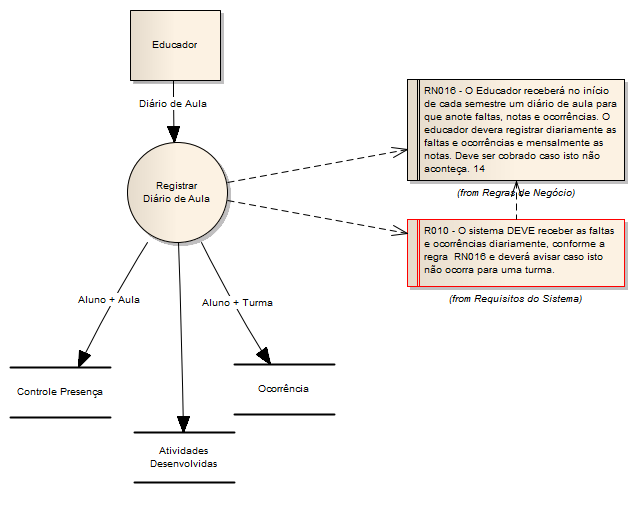 Educador
Diário de Aula
Registrar
Diário de Aula
RN016 - O Educador receberá no início
de cada semestre um diário de aula para
que anote faltas, notas e ocorrências. O
educador devera registrar diariamente as
faltas e ocorrências e mensalmente as
notas. Deve ser cobrado caso isto não
aconteça. 14
(from Regras de Negócio)
R010 - O sistema DEVE receber as faltas
e ocorrências diariamente, conforme a
regra  RN016 e deverá avisar caso isto
não ocorra para uma turma.
(from Requisitos do Sistema)
Aluno + Aula
Aluno + Turma
Controle Presença
Ocorrência
Atividades
Desenvolvidas